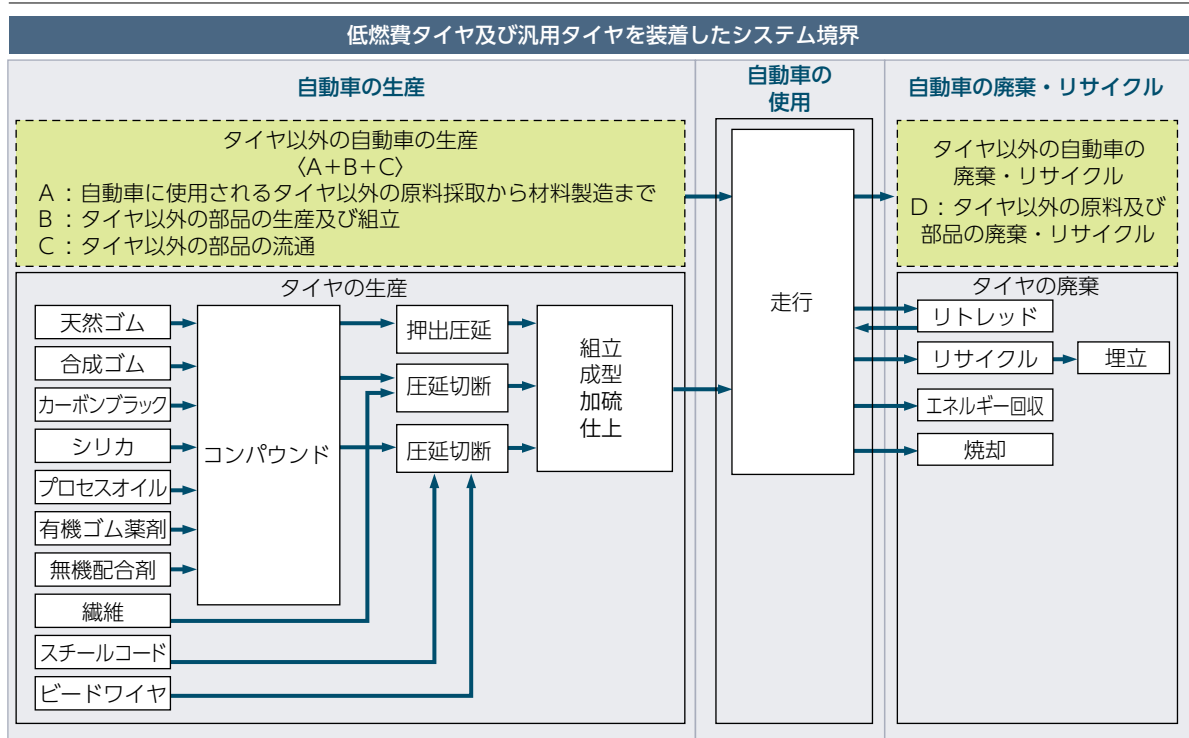 低燃費タイヤ及び汎用タイヤを装着したシステム境界
自動車の生産
タイヤ以外の自動車の生産
〈A+B+C〉
A：自動車に使用されるタイヤ以外の原料採取から材料製造まで
B：タイヤ以外の部品の生産及び組立
C：タイヤ以外の部品の流通
タイヤの生産
天然ゴム
合成ゴム
カーボンブラック
シリカ
プロセスオイル
有機ゴム薬剤
無機配合剤
繊維
スチールコード
ビードワイヤ
コンパウンド
押出圧延
圧延切断
圧延切断
組立
成型
加硫
仕上
自動車の
使用
走行
自動車の廃棄・リサイクル
タイヤ以外の自動車の
廃棄・リサイクル
D：タイヤ以外の原料及び
部品の廃棄・リサイクル
タイヤの廃棄
リトレッド
リサイクル
埋立
エネルギー回収
焼却